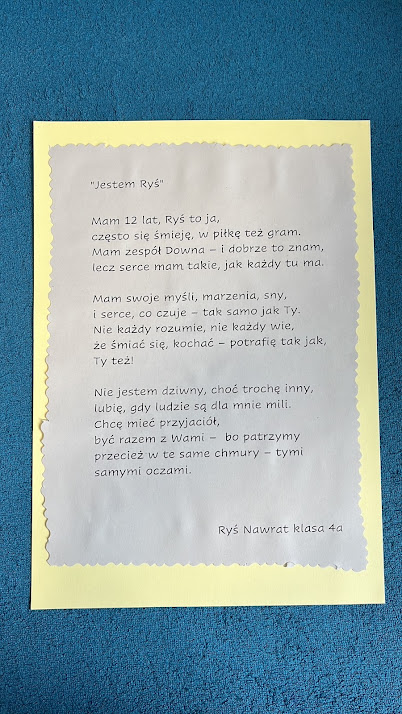 "Jestem Ryś"
Mam 12 lat, Ryś to ja,
często się śmieję, w piłkę też gram.
Mam zespół Downa – i dobrze to znam,
lecz serce mam takie, jak każdy tu ma.
Mam swoje myśli, marzenia, sny,
i serce, co czuje – tak samo jak Ty.
Nie każdy rozumie, nie każdy wie,
że śmiać się, kochać – potrafię tak jak,
Ty też!
Nie jestem dziwny, choć trochę inny,
lubię, gdy ludzie są dla mnie mili.
Chcę mieć przyjaciół,
być razem z Wami – bo patrzymy
przecież w te same chmury – tymi
samymi oczami.
Ryś Nawrat klasa 4a